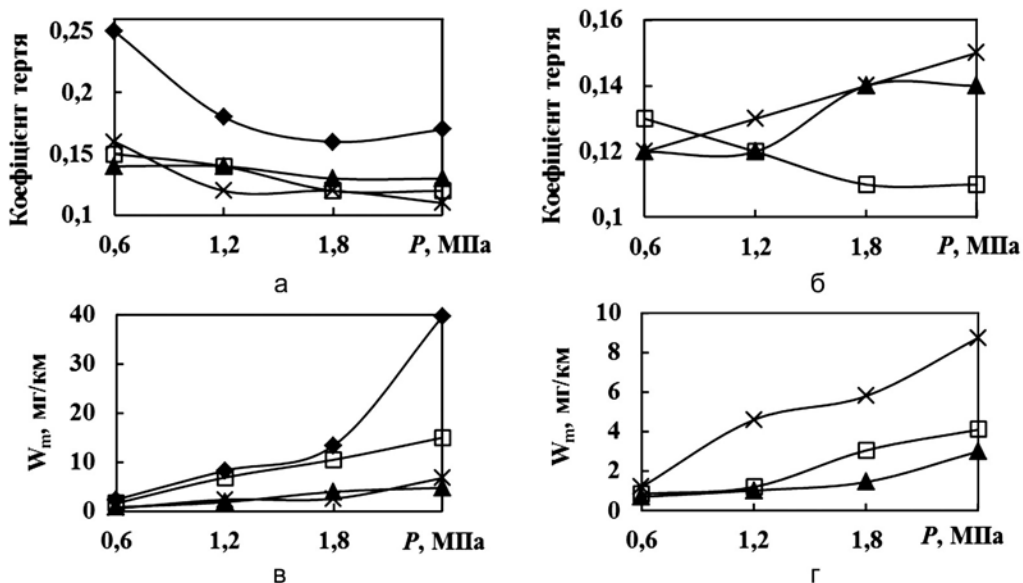 Коефіцієнт тертя
0,25
0,2
0,15
0,1
0,6
1,2
1,8
P, МПа
а
Коефіцієнт тертя
0,16
0,14
0,12
0,1
0,6
1,2
1,8
P, МПа
б
Wm, мг/км
40
30
20
10
0
0,6
1,2
1,8
P, МПа
в
Wm, мг/км
10
8
6
4
2
0
0,6
1,2
1,8
P, МПа
г